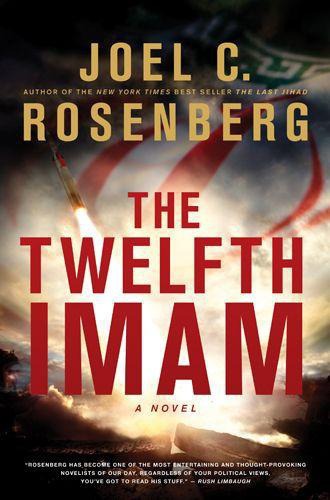 JOEL C.
AUTHOR OF THE NEW YORK TIMES BEST SELLER THE LAST JIHAD
ROSENBERG
THE
TWELFTH
IMAM
A NOVEL
"ROSENBERG HAS BECOME ONE OF THE MOST ENTERTAINING AND THOUGHT-PROVOKING
NOVELISTS OF OUR DAY. REGARDLESS OF YOUR POLITICAL VIEWS,
YOU'VE GOT TO READ HIS STUFF." — RUSH LIMBAUGH